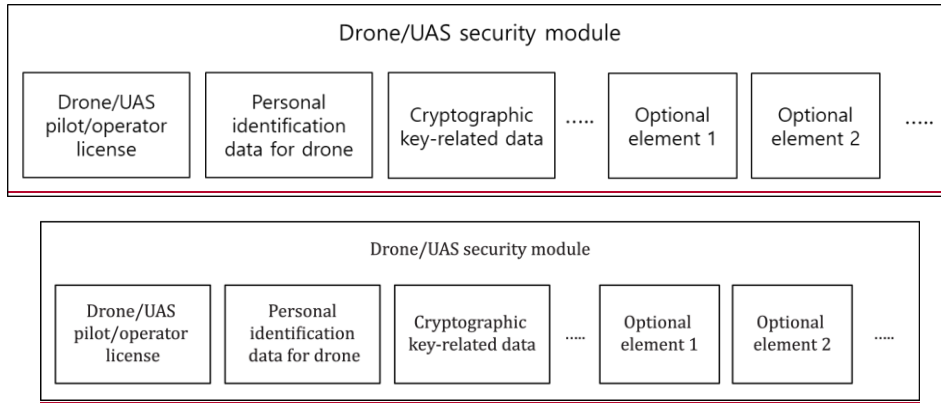 Drone/UAS security module
Drone/UAS
pilot/operator
license
Personal
identification
data for drone
Cryptographic
key-related data
.....
Optional
element 1
Optional
element 2
.....
Drone/UAS security module
Drone/UAS
pilot/operator
license
Personal
identification
data for drone
Cryptographic
key-related data
.....
Optional
element 1
Optional
element 2
.....